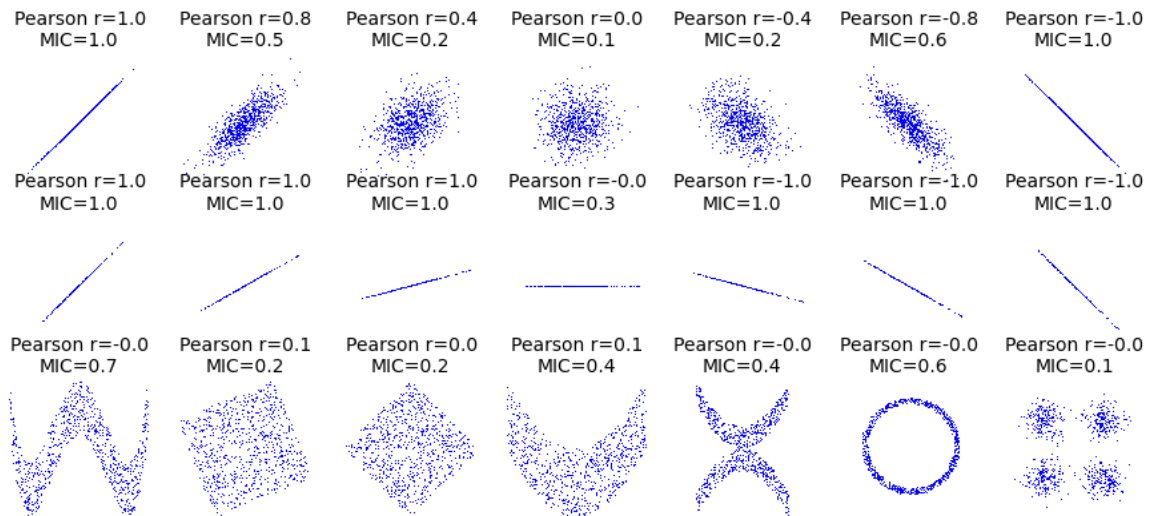 Pearson r=1.0 Pearson r=0.8 Pearson r=0.4 Pearson r=0.0 Pearson r=-0.4 Pearson r=-0.8 Pearson r=-1.0
MIC=1.0 MIC=0.5 MIC=0.2 MIC=0.1 MIC=0.2 MIC=0.6 MIC=1.0
Pearson r=1.0 Pearson r=1.0 Pearson r=1.0 Pearson r=-0.0 Pearson r=-1.0 Pearson r=-1.0 Pearson r=-1.0
MIC=1.0 MIC=1.0 MIC=1.0 MIC=0.3 MIC=1.0 MIC=1.0 MIC=1.0
Pearson r=-0.0 Pearson r=0.1 Pearson r=0.0 Pearson r=0.1 Pearson r=-0.0 Pearson r=-0.0 Pearson r=-0.0
MIC=0.7 MIC=0.2 MIC=0.2 MIC=0.4 MIC=0.4 MIC=0.6 MIC=0.1